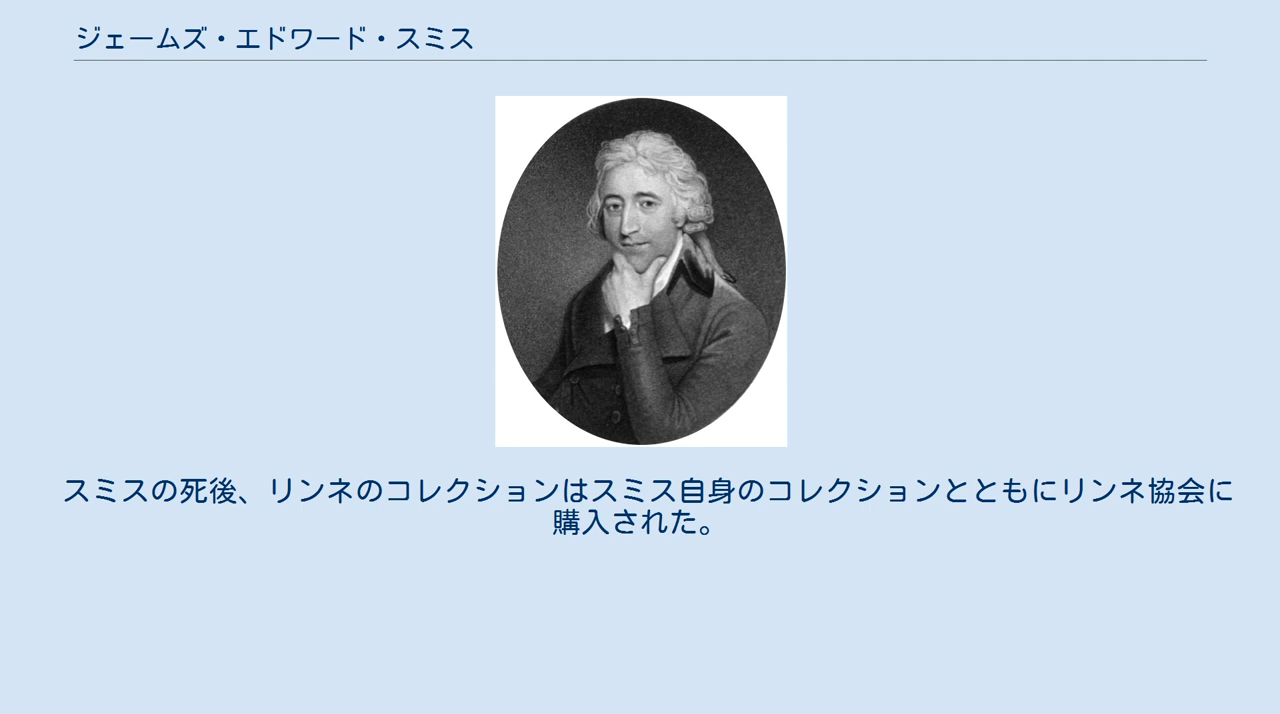 ジェームズ・エドワード・スミス
スミスの死後、リンネのコレクションはスミス自身のコレクションとともにリンネ協会に
購入された。